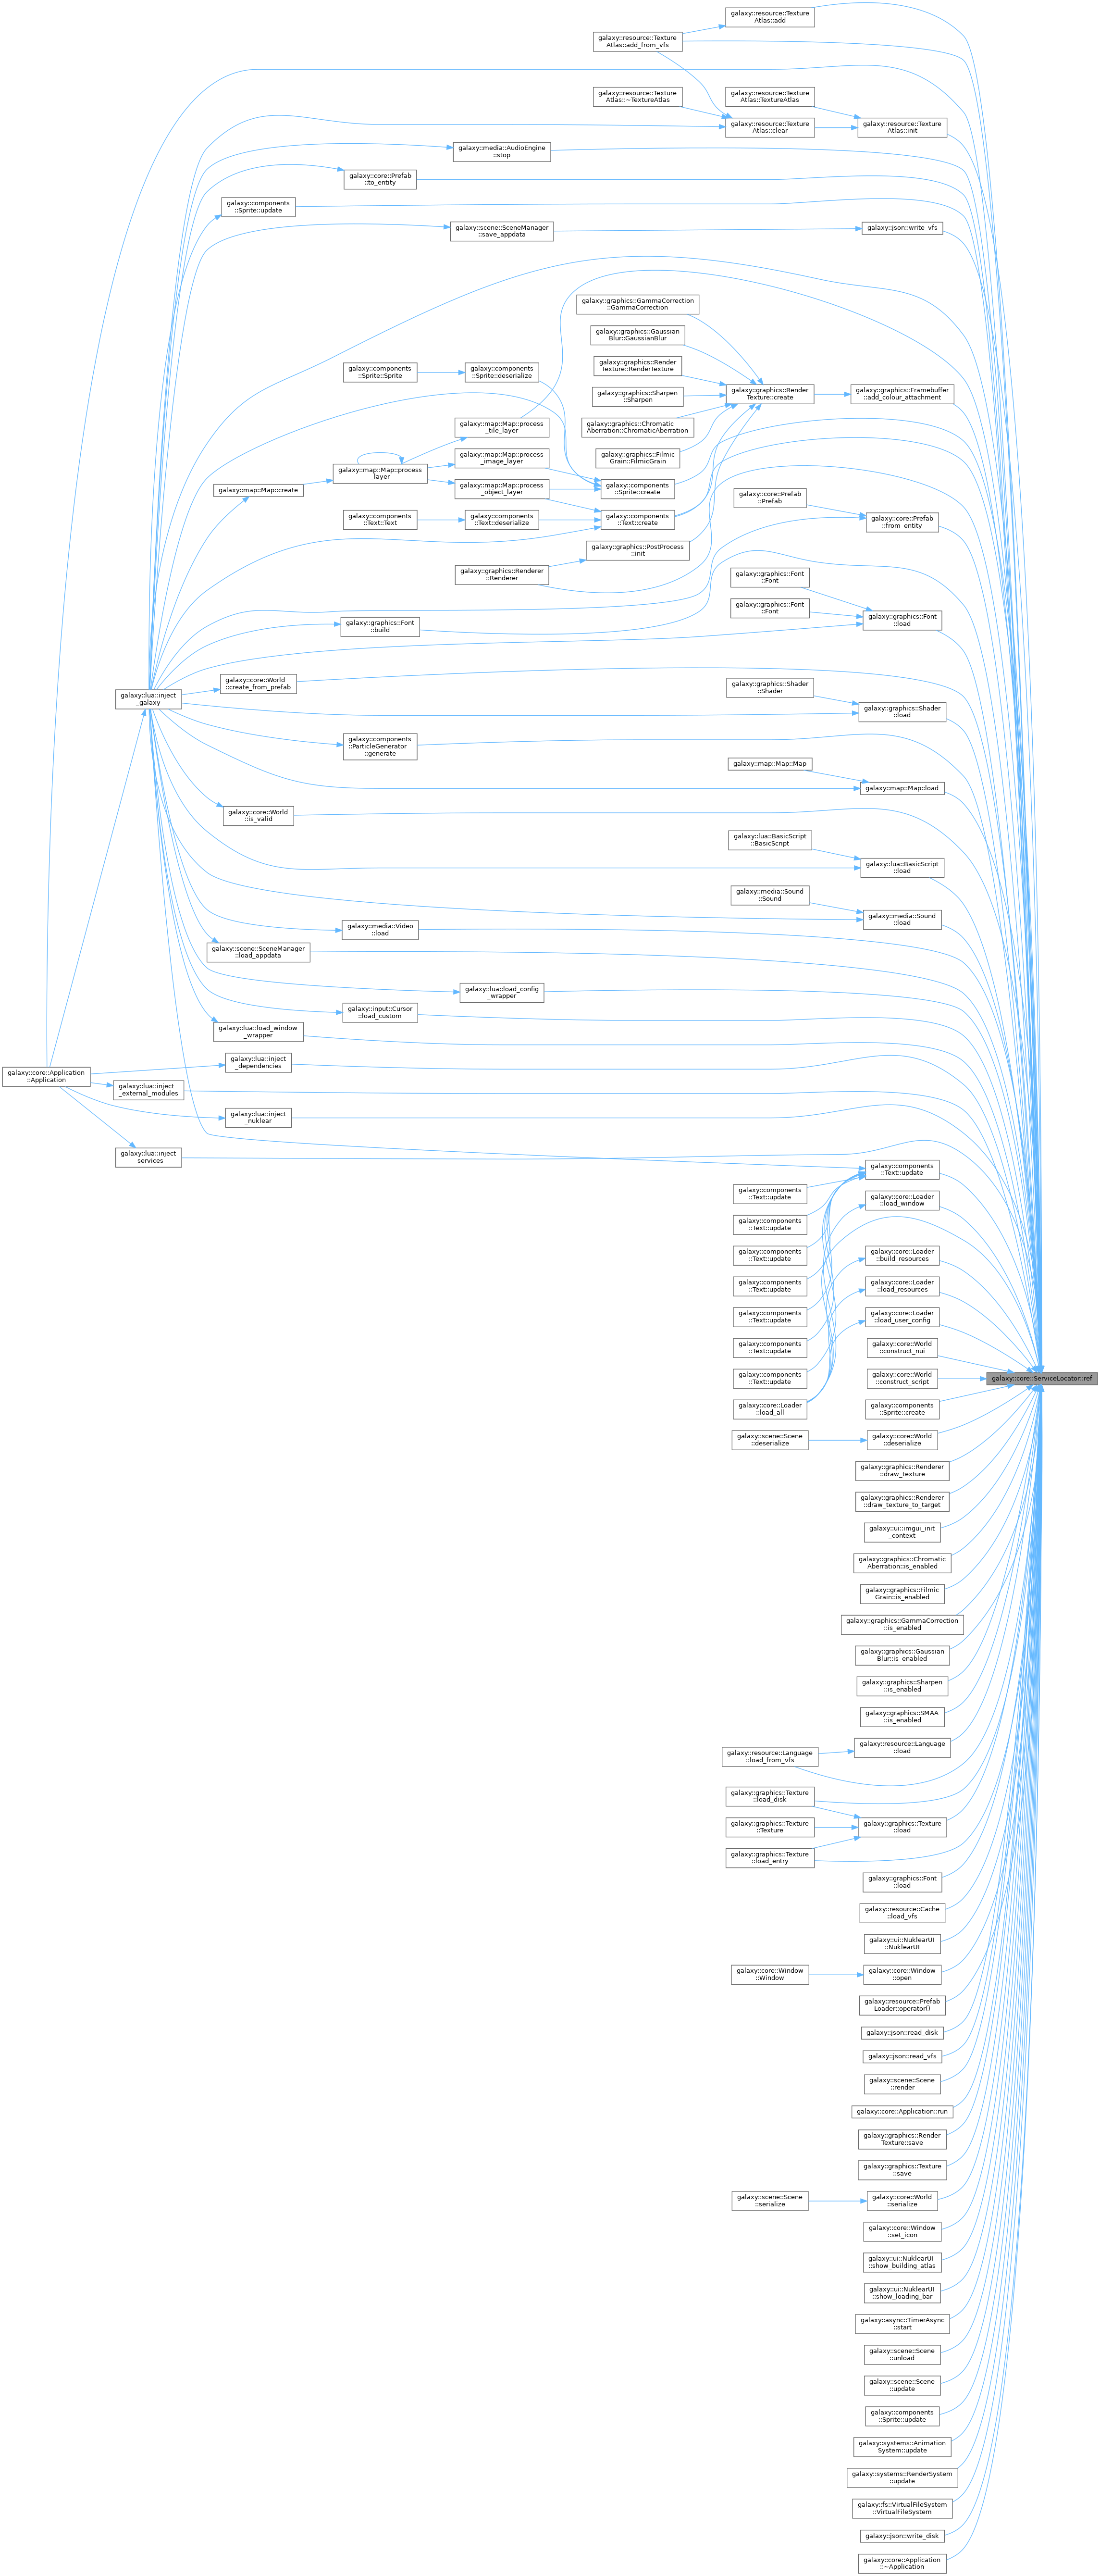 galaxy::resource::Texture
Atlas::add
galaxy::resource::Texture
Atlas::add_from_vfs
galaxy::resource::Texture
Atlas::~TextureAtlas
galaxy::resource::Texture
Atlas::TextureAtlas
galaxy::resource::Texture
Atlas::clear
galaxy::resource::Texture
Atlas::init
galaxy::media::AudioEngine
::stop
galaxy::core::Prefab
::to_entity
galaxy::components
::Sprite::update
galaxy::scene::SceneManager
::save_appdata
galaxy::json::write_vfs
galaxy::graphics::GammaCorrection
::GammaCorrection
galaxy::graphics::Gaussian
Blur::GaussianBlur
galaxy::graphics::Render
Texture::RenderTexture
galaxy::components
::Sprite::Sprite
galaxy::components
::Sprite::deserialize
galaxy::graphics::Sharpen
::Sharpen
galaxy::graphics::Render
Texture::create
galaxy::graphics::Framebuffer
::add_colour_attachment
galaxy::graphics::Chromatic
Aberration::ChromaticAberration
galaxy::map::Map::process
_tile_layer
galaxy::graphics::Filmic
Grain::FilmicGrain
galaxy::map::Map::process
_image_layer
galaxy::map::Map::process
_layer
galaxy::map::Map::create
galaxy::map::Map::process
_object_layer
galaxy::components
::Sprite::create
galaxy::core::Prefab
::Prefab
galaxy::components
::Text::Text
galaxy::components
::Text::deserialize
galaxy::components
::Text::create
galaxy::core::Prefab
::from_entity
galaxy::graphics::PostProcess
::init
galaxy::graphics::Renderer
::Renderer
galaxy::graphics::Font
::Font
galaxy::graphics::Font
::Font
galaxy::graphics::Font
::load
galaxy::graphics::Font
::build
galaxy::core::World
::create_from_prefab
galaxy::lua::inject
_galaxy
galaxy::graphics::Shader
::Shader
galaxy::graphics::Shader
::load
galaxy::components
::ParticleGenerator
::generate
galaxy::map::Map::Map
galaxy::map::Map::load
galaxy::core::World
::is_valid
galaxy::lua::BasicScript
::BasicScript
galaxy::lua::BasicScript
::load
galaxy::media::Sound
::Sound
galaxy::media::Sound
::load
galaxy::media::Video
::load
galaxy::scene::SceneManager
::load_appdata
galaxy::lua::load_config
_wrapper
galaxy::input::Cursor
::load_custom
galaxy::lua::load_window
_wrapper
galaxy::lua::inject
_dependencies
galaxy::core::Application
::Application
galaxy::lua::inject
_external_modules
galaxy::lua::inject
_nuklear
galaxy::lua::inject
_services
galaxy::components
::Text::update
galaxy::components
::Text::update
galaxy::core::Loader
::load_window
galaxy::components
::Text::update
galaxy::components
::Text::update
galaxy::core::Loader
::build_resources
galaxy::components
::Text::update
galaxy::core::Loader
::load_resources
galaxy::components
::Text::update
galaxy::core::Loader
::load_user_config
galaxy::components
::Text::update
galaxy::core::World
::construct_nui
galaxy::components
::Text::update
galaxy::core::World
::construct_script
galaxy::core::ServiceLocator::ref
galaxy::core::Loader
::load_all
galaxy::components
::Sprite::create
galaxy::scene::Scene
::deserialize
galaxy::core::World
::deserialize
galaxy::graphics::Renderer
::draw_texture
galaxy::graphics::Renderer
::draw_texture_to_target
galaxy::ui::imgui_init
_context
galaxy::graphics::Chromatic
Aberration::is_enabled
galaxy::graphics::Filmic
Grain::is_enabled
galaxy::graphics::GammaCorrection
::is_enabled
galaxy::graphics::Gaussian
Blur::is_enabled
galaxy::graphics::Sharpen
::is_enabled
galaxy::graphics::SMAA
::is_enabled
galaxy::resource::Language
::load
galaxy::resource::Language
::load_from_vfs
galaxy::graphics::Texture
::load_disk
galaxy::graphics::Texture
::Texture
galaxy::graphics::Texture
::load
galaxy::graphics::Texture
::load_entry
galaxy::graphics::Font
::load
galaxy::resource::Cache
::load_vfs
galaxy::ui::NuklearUI
::NuklearUI
galaxy::core::Window
::Window
galaxy::core::Window
::open
galaxy::resource::Prefab
Loader::operator()
galaxy::json::read_disk
galaxy::json::read_vfs
galaxy::scene::Scene
::render
galaxy::core::Application::run
galaxy::graphics::Render
Texture::save
galaxy::graphics::Texture
::save
galaxy::scene::Scene
::serialize
galaxy::core::World
::serialize
galaxy::core::Window
::set_icon
galaxy::ui::NuklearUI
::show_building_atlas
galaxy::ui::NuklearUI
::show_loading_bar
galaxy::async::TimerAsync
::start
galaxy::scene::Scene
::unload
galaxy::scene::Scene
::update
galaxy::components
::Sprite::update
galaxy::systems::Animation
System::update
galaxy::systems::RenderSystem
::update
galaxy::fs::VirtualFileSystem
::VirtualFileSystem
galaxy::json::write_disk
galaxy::core::Application
::~Application